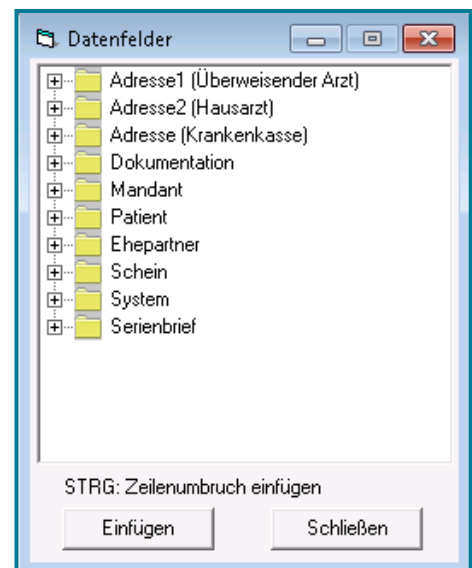 Datenfelder
Adresse1 (Überweisender Arzt)
Adresse2 (Hausarzt)
Adresse (Krankenkasse)
Dokumentation
Mandant
Patient
Ehepartner
Schein
System
Serienbrief
STRG: Zeilenumbruch einfügen
Einfügen Schließen